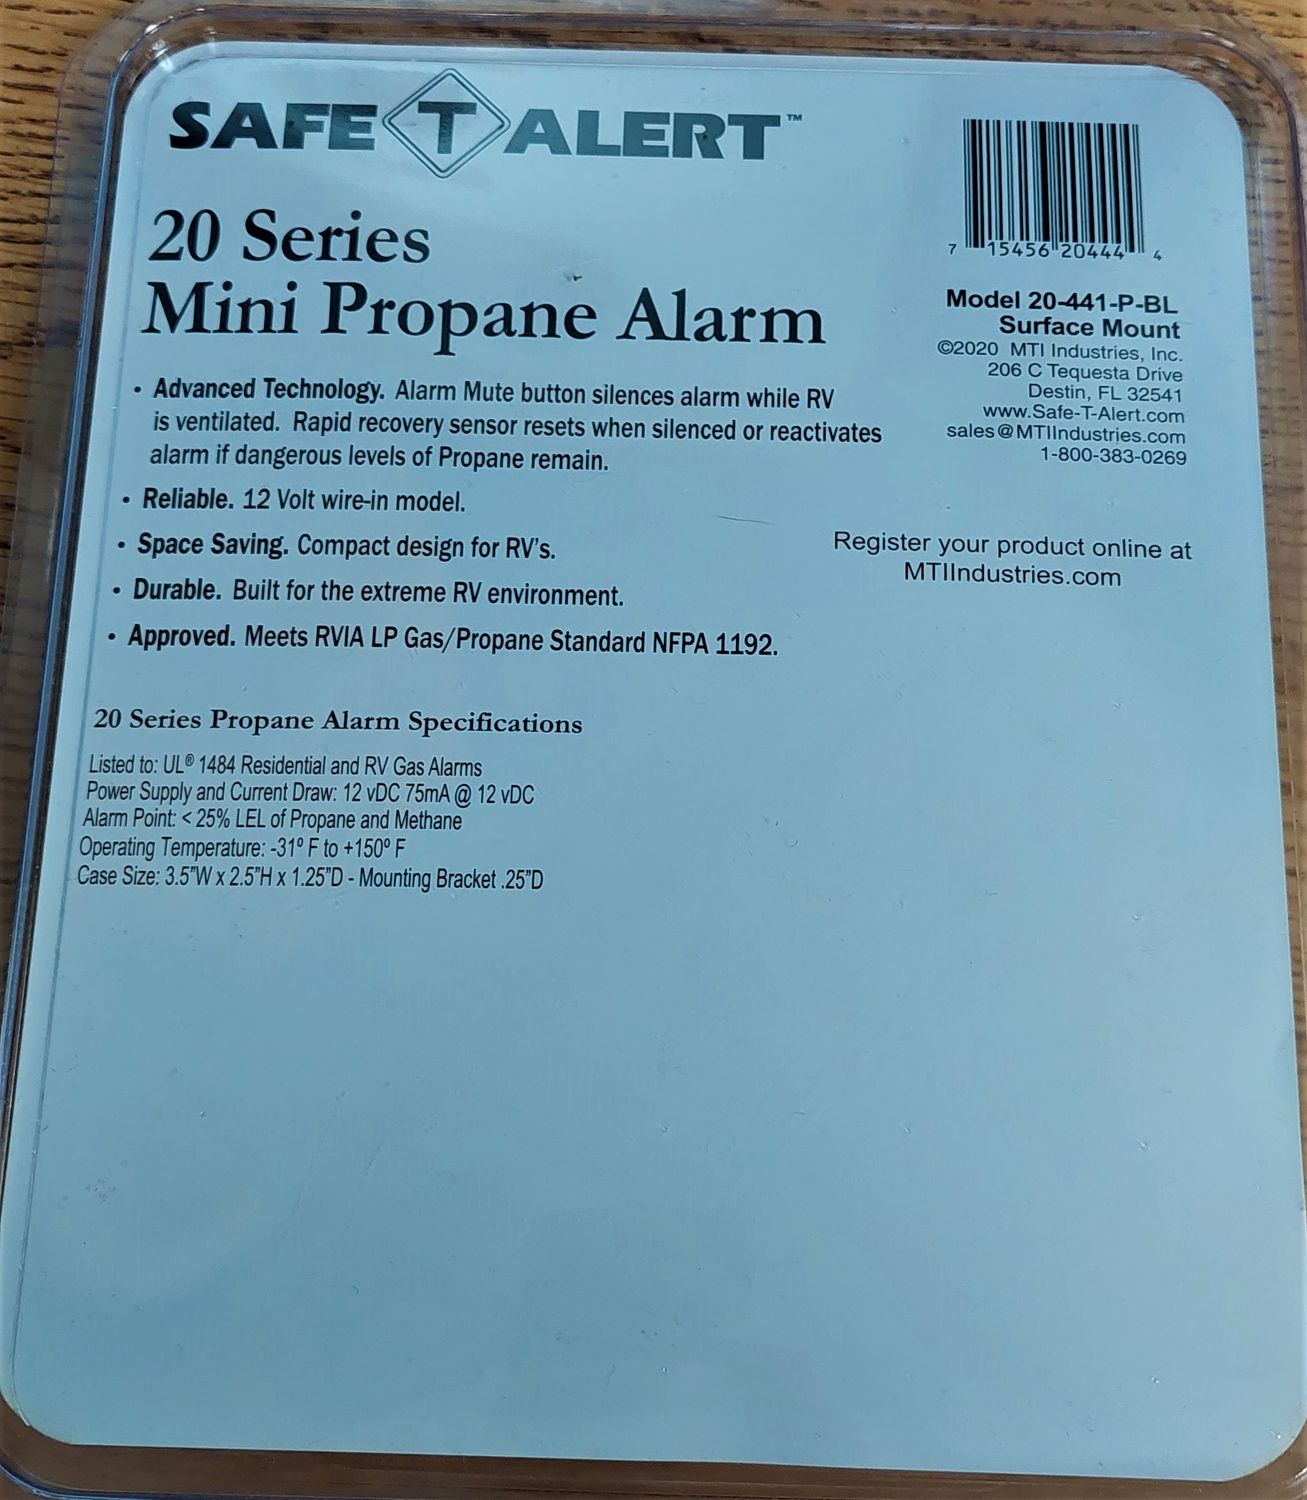 SAFE T ALERT™
20 Series
Mini Propane Alarm
• Advanced Technology. Alarm Mute button silences alarm while RV
is ventilated. Rapid recovery sensor resets when silenced or reactivates
alarm if dangerous levels of Propane remain.
• Reliable. 12 Volt wire-in model.
• Space Saving. Compact design for RV's.
• Durable. Built for the extreme RV environment.
• Approved. Meets RVIA LP Gas/Propane Standard NFPA 1192.
20 Series Propane Alarm Specifications
Listed to: UL® 1484 Residential and RV Gas Alarms
Power Supply and Current Draw: 12 vDC 75mA @ 12 vDC
Alarm Point: < 25% LEL of Propane and Methane
Operating Temperature: -31º F to +150º F
Case Size: 3.5"W x 2.5"H x 1.25"D - Mounting Bracket .25"D
7 15456 20444 4
Model 20-441-P-BL
Surface Mount
©2020 MTI Industries, Inc.
206 C Tequesta Drive
Destin, FL 32541
www.Safe-T-Alert.com
sales@MTIIndustries.com
1-800-383-0269
Register your product online at
MTIIndustries.com